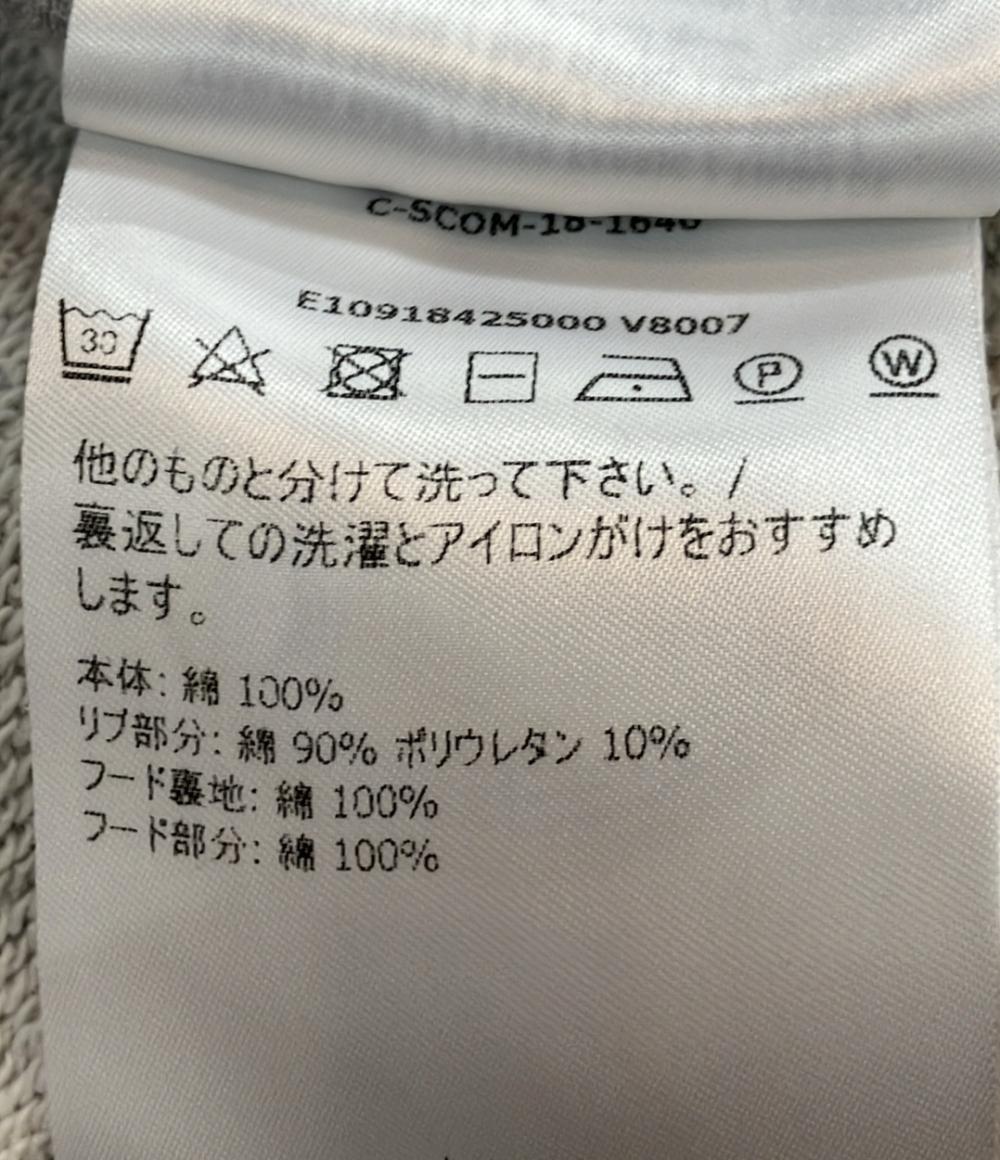 C-SCOM-18-1640
E10918425000 V8007
30
P
W
他のものと分けて洗って下さい。/
裏返しての洗濯とアイロンがけをおすすめ
します。
本体: 綿 100%
リブ部分: 綿 90% ポリウレタン 10%
フード裏地: 綿 100%
フード部分: 綿 100%